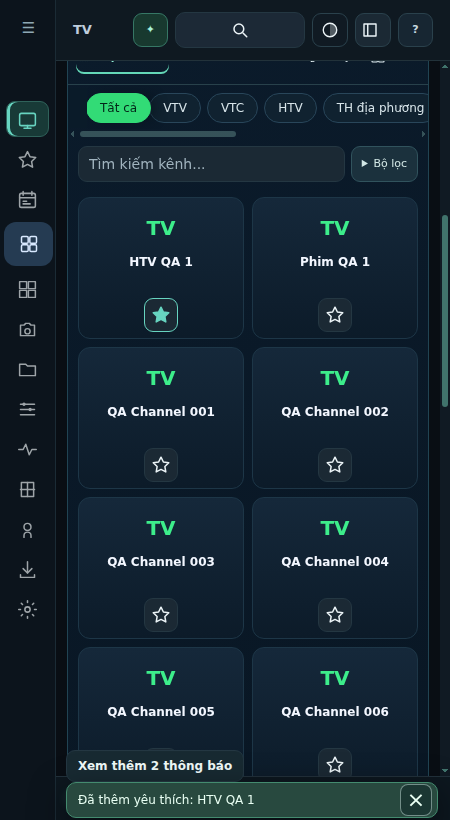 TV
?
Tất cả
VTV
VTC
HTV
TH địa phương
Tìm kiếm kênh...
Bộ lọc
TV
TV
HTV QA 1
Phim QA 1
TV
TV
QA Channel 001
QA Channel 002
TV
TV
QA Channel 003
QA Channel 004
TV
TV
QA Channel 005
QA Channel 006
Xem thêm 2 thông báo
Đã thêm yêu thích: HTV QA 1